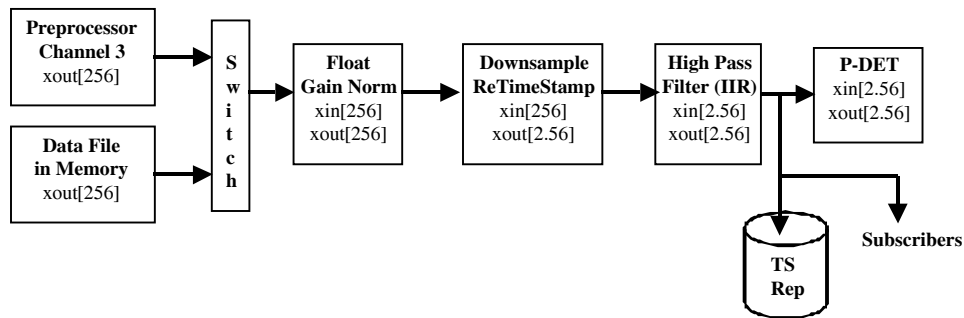 Preprocessor
Channel 3
xout[256]
Data File
in Memory
xout[256]
Switch
Float
Gain Norm
xin[256]
xout[256]
Downsample
ReTimeStamp
xin[256]
xout[2.56]
High Pass
Filter (IIR)
xin[2.56]
xout[2.56]
P-DET
xin[2.56]
xout[2.56]
TS
Rep
Subscribers